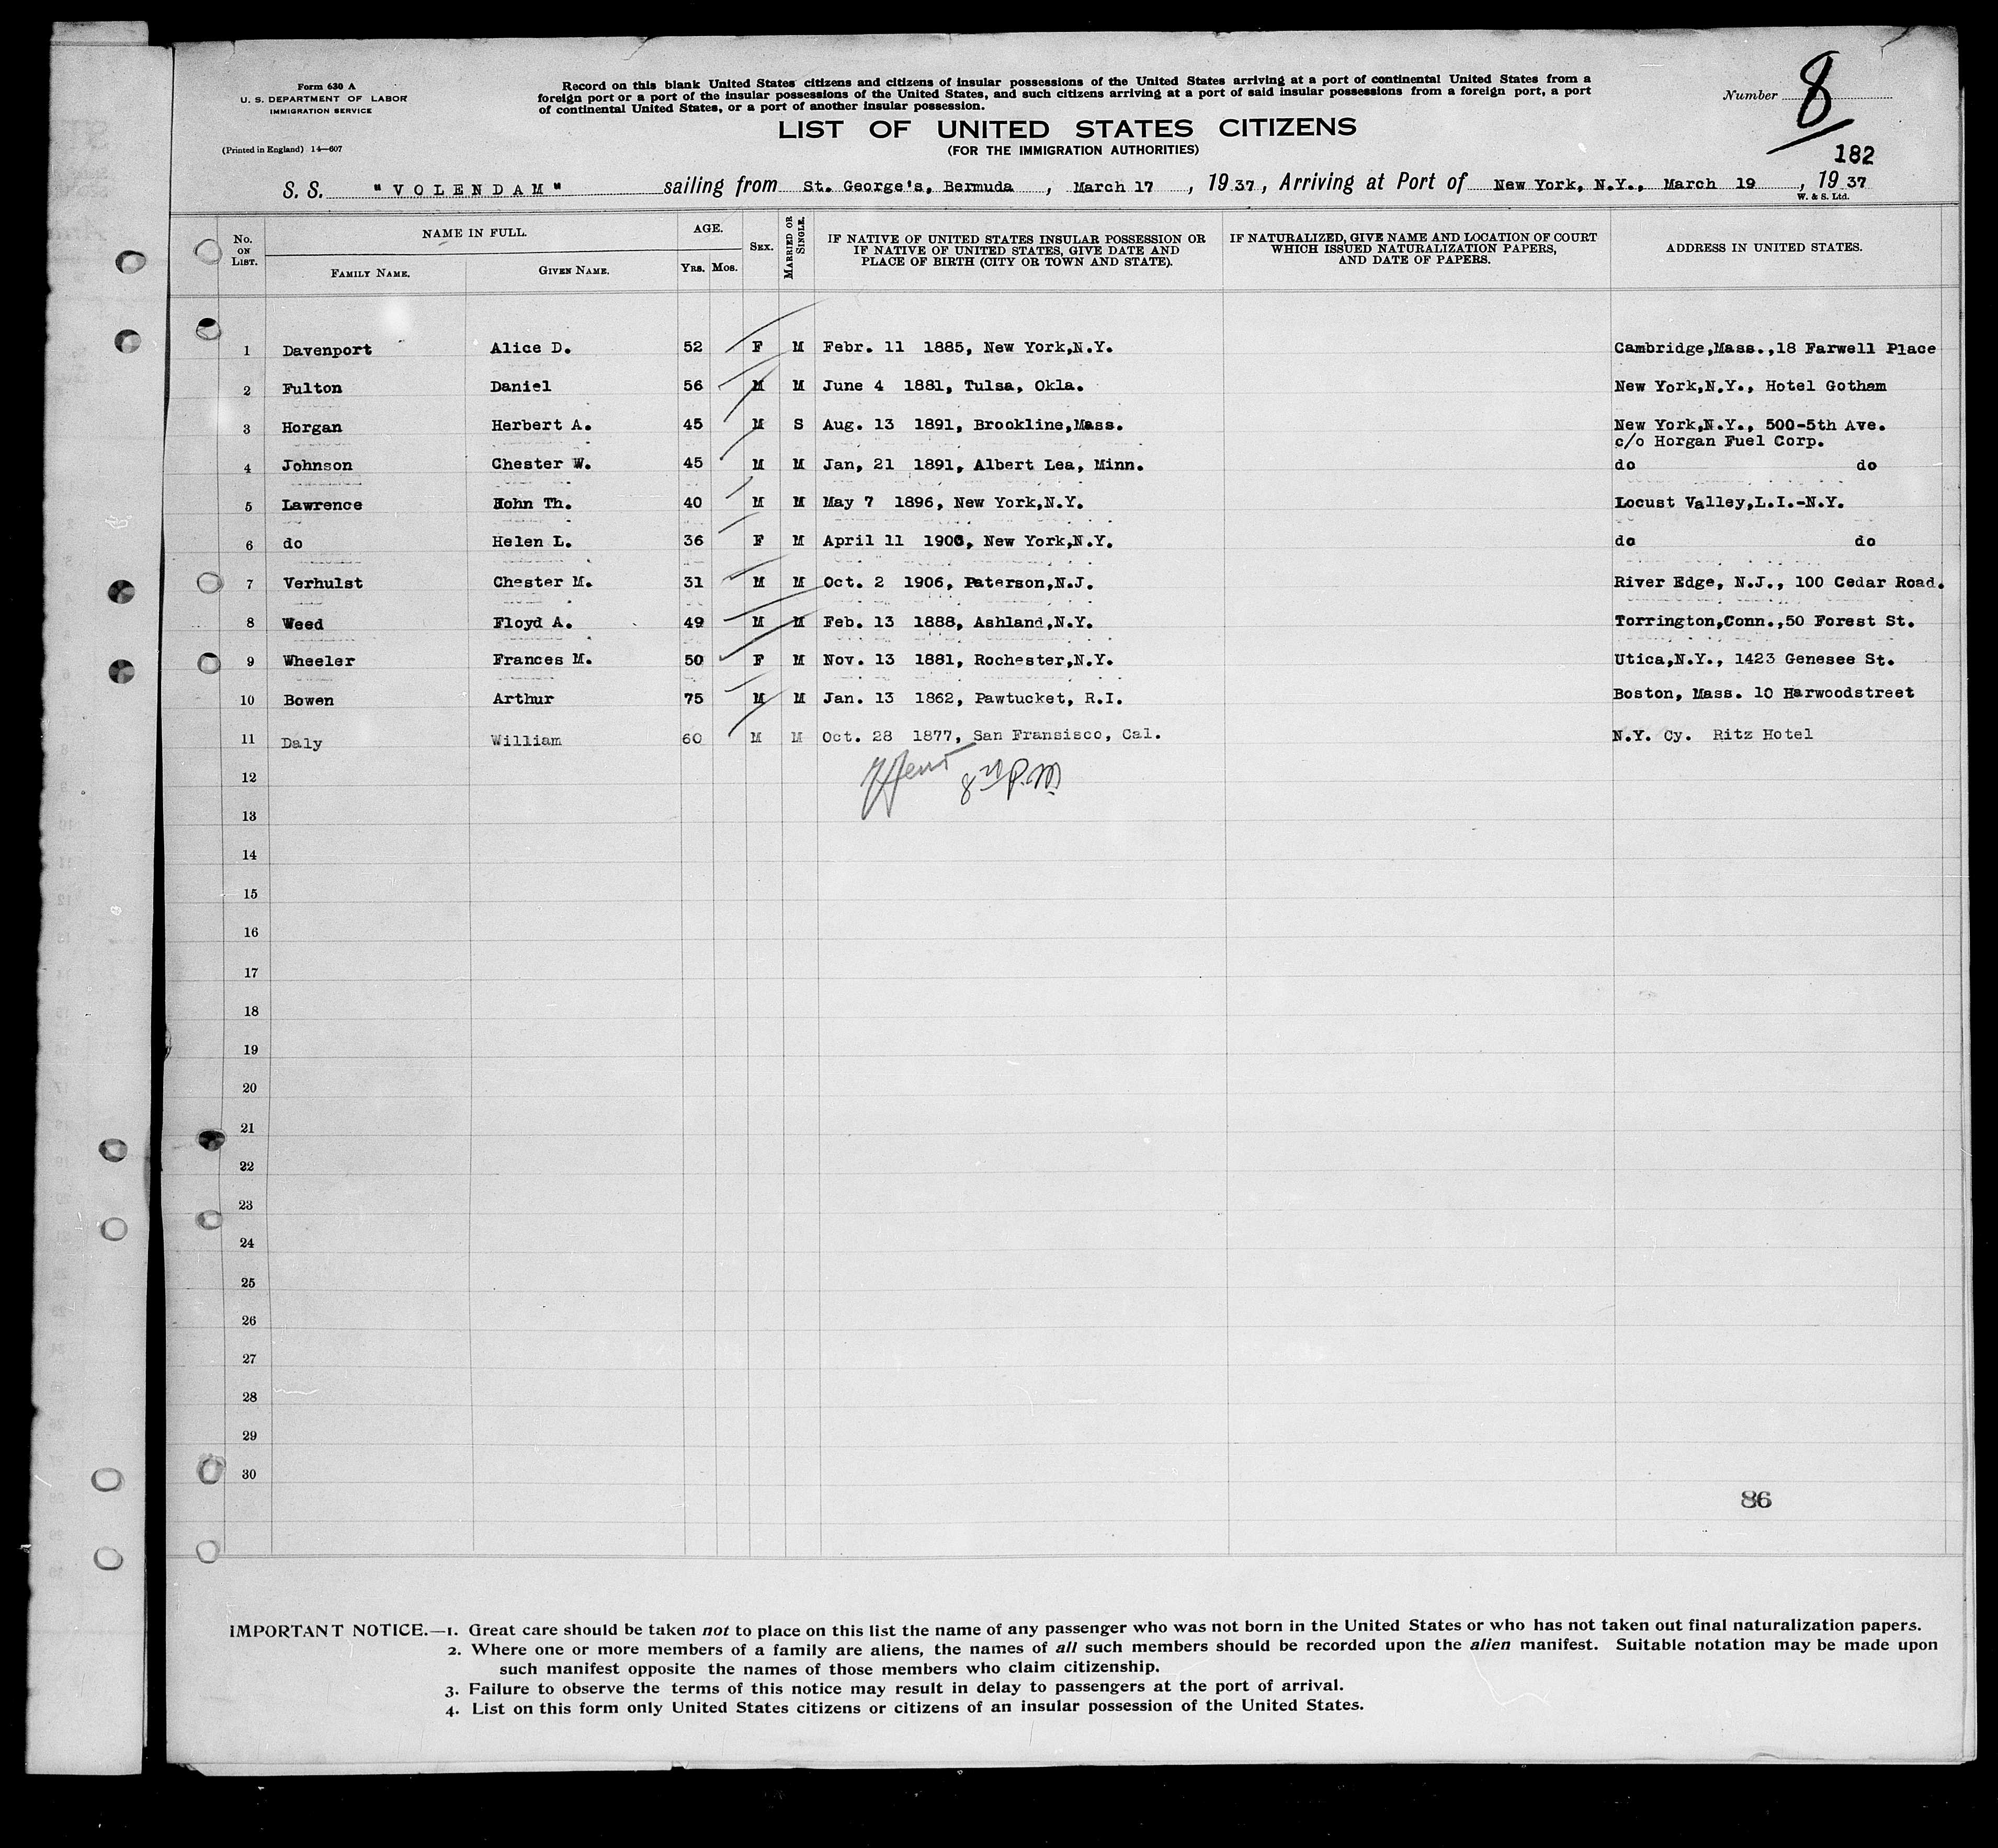 Form 630 A
U. S. DEPARTMENT OF LABOR
IMMIGRATION SERVICE
(Printed in England) 14—607
Record on this blank United States citizens and citizens of insular possessions of the United States arriving at a port of continental United States from a
foreign port or a port of the insular possessions of the United States, and such citizens arriving at a port of said insular possessions from a foreign port, a port
of continental United States, or a port of another insular possession.
Number 8
LIST OF UNITED STATES CITIZENS
(FOR THE IMMIGRATION AUTHORITIES)
182
S. S. "VOLENDAM" sailing from St. George's, Bermuda, March 17, 1937, Arriving at Port of New York, N.Y., March 19, 1937
W. & S. Ltd.
No. ON LIST. NAME IN FULL. AGE. SEX. MARRIED OR SINGLE. IF NATIVE OF UNITED STATES INSULAR POSSESSION OR IF NATIVE OF UNITED STATES, GIVE DATE AND PLACE OF BIRTH (CITY OR TOWN AND STATE). IF NATURALIZED, GIVE NAME AND LOCATION OF COURT WHICH ISSUED NATURALIZATION PAPERS, AND DATE OF PAPERS. ADDRESS IN UNITED STATES.
FAMILY NAME. GIVEN NAME. YRS. MOS.
1 Davenport Alice D. 52 F M Febr. 11 1885, New York,N.Y. Cambridge,Mass.,18 Farwell Place
2 Fulton Daniel 56 M M June 4 1881, Tulsa, Okla. New York,N.Y., Hotel Gotham
3 Horgan Herbert A. 45 M S Aug. 13 1891, Brookline,Mass. New York,N.Y., 500-5th Ave.
c/o Horgan Fuel Corp.
4 Johnson Chester W. 45 M M Jan, 21 1891, Albert Lea, Minn. do do
5 Lawrence Hohn Th. 40 M M May 7 1896, New York,N.Y. Locust Valley,L.I.-N.Y.
6 do Helen L. 36 F M April 11 1900, New York,N.Y. do do
7 Verhulst Chester M. 31 M M Oct. 2 1906, Paterson,N.J. River Edge, N.J., 100 Cedar Road.
8 Weed Floyd A. 49 M M Feb. 13 1888, Ashland,N.Y. Torrington,Conn.,50 Forest St.
9 Wheeler Frances M. 50 F M Nov. 13 1881, Rochester,N.Y. Utica,N.Y., 1423 Genesee St.
10 Bowen Arthur 75 M M Jan. 13 1862, Pawtucket, R.I. Boston, Mass. 10 Harwoodstreet
11 Daly William 60 M M Oct. 28 1877, San Fransisco, Cal. N.Y. Cy. Ritz Hotel
12
13
14
15
16
17
18
19
20
21
22
23
24
25
26
27
28
29
30
86
IMPORTANT NOTICE.—1. Great care should be taken not to place on this list the name of any passenger who was not born in the United States or who has not taken out final naturalization papers.
2. Where one or more members of a family are aliens, the names of all such members should be recorded upon the alien manifest. Suitable notation may be made upon
such manifest opposite the names of those members who claim citizenship.
3. Failure to observe the terms of this notice may result in delay to passengers at the port of arrival.
4. List on this form only United States citizens or citizens of an insular possession of the United States.